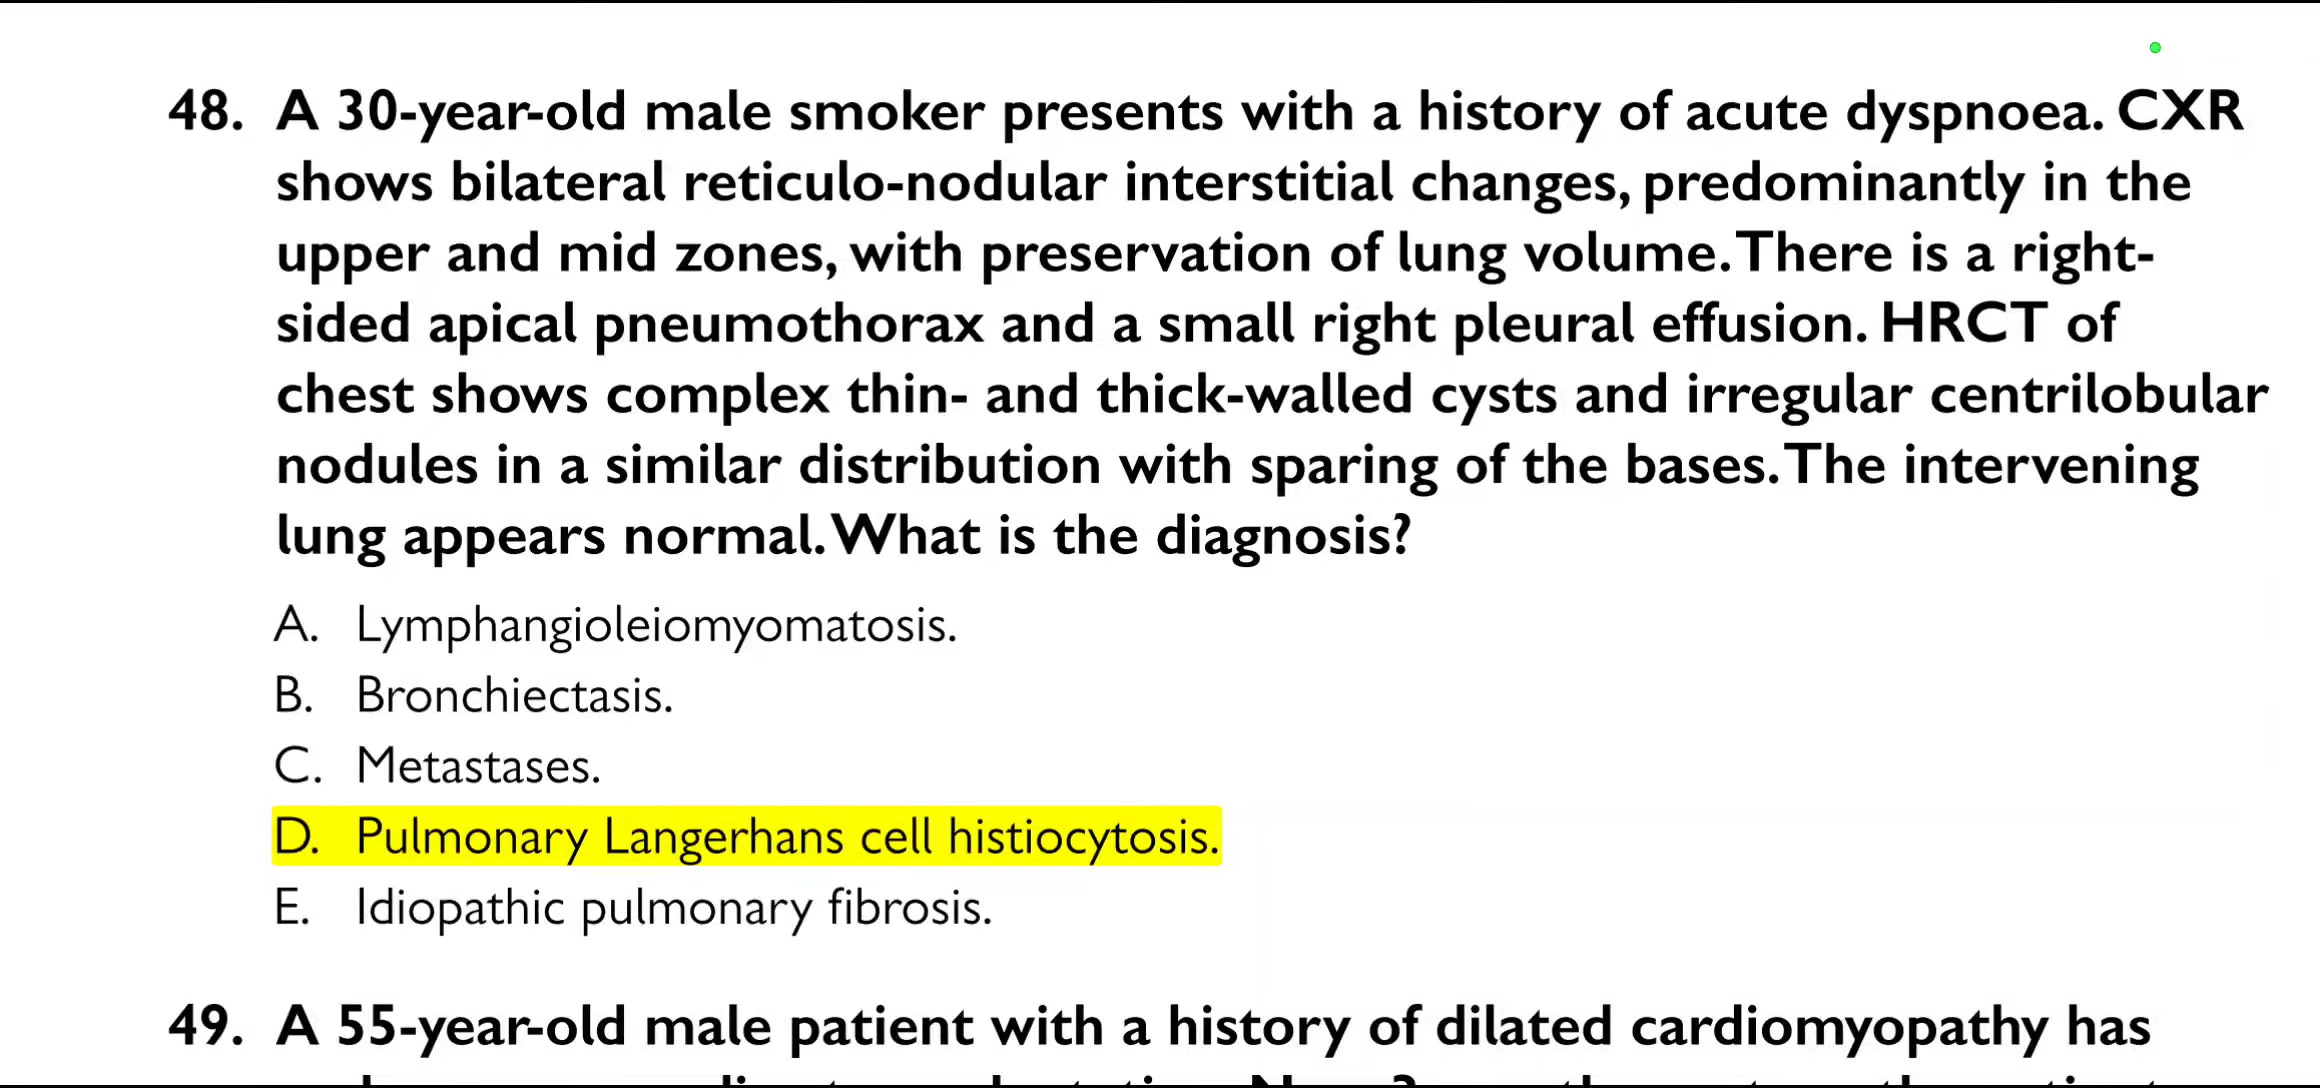 48. A 30-year-old male smoker presents with a history of acute dyspnoea. CXR
shows bilateral reticulo-nodular interstitial changes, predominantly in the
upper and mid zones, with preservation of lung volume. There is a right-
sided apical pneumothorax and a small right pleural effusion. HRCT of
chest shows complex thin- and thick-walled cysts and irregular centrilobular
nodules in a similar distribution with sparing of the bases. The intervening
lung appears normal. What is the diagnosis?
A. Lymphangioleiomyomatosis.
B. Bronchiectasis.
C. Metastases.
D. Pulmonary Langerhans cell histiocytosis.
E. Idiopathic pulmonary fibrosis.
49. A 55-year-old male patient with a history of dilated cardiomyopathy has